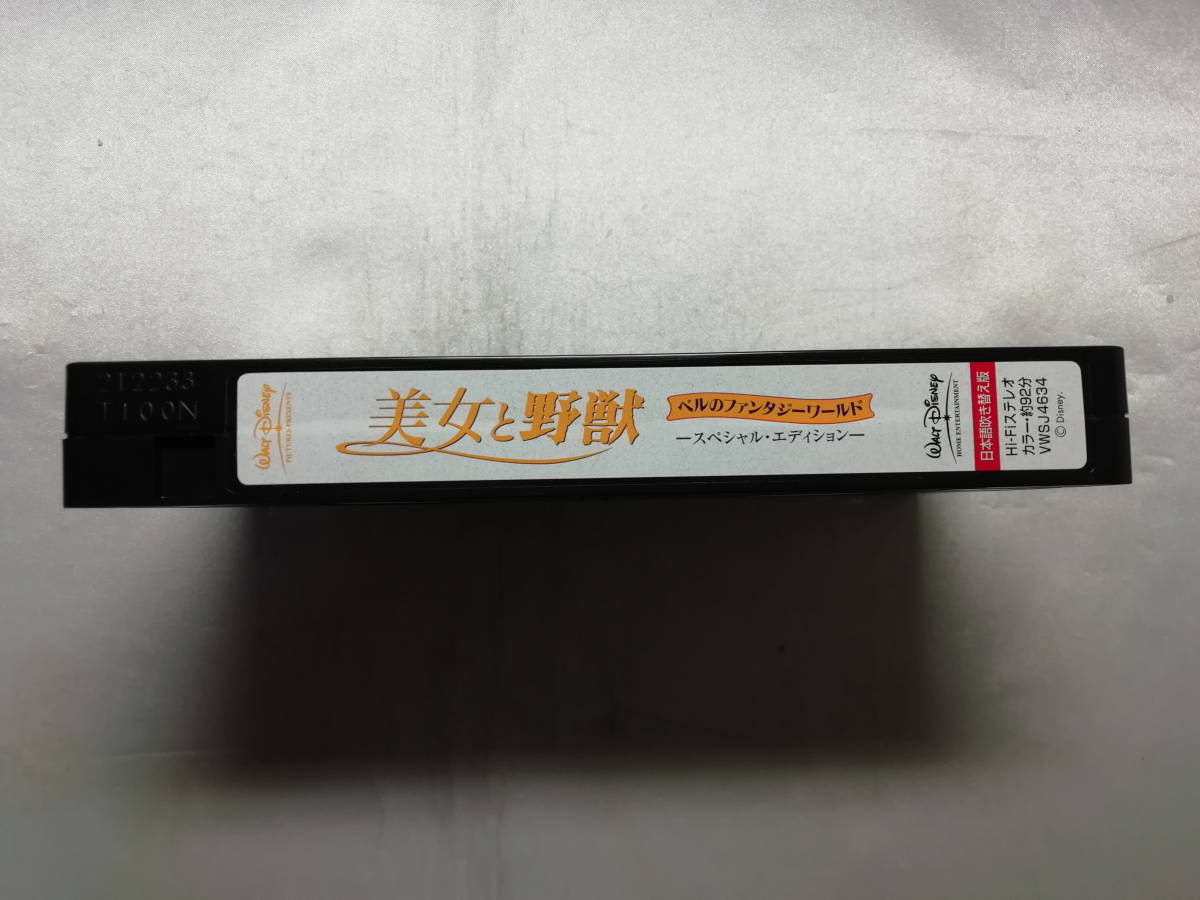 212233
T100N
WALT DISNEY
PICTURES PRESENTS
美女と野獣
ベルのファンタジーワールド
―スペシャル・エディション―
WALT DISNEY
HOME ENTERTAINMENT
日本語吹き替え版
Hi-Fiステレオ
カラー・約92分
VWSJ4634
© Disney.